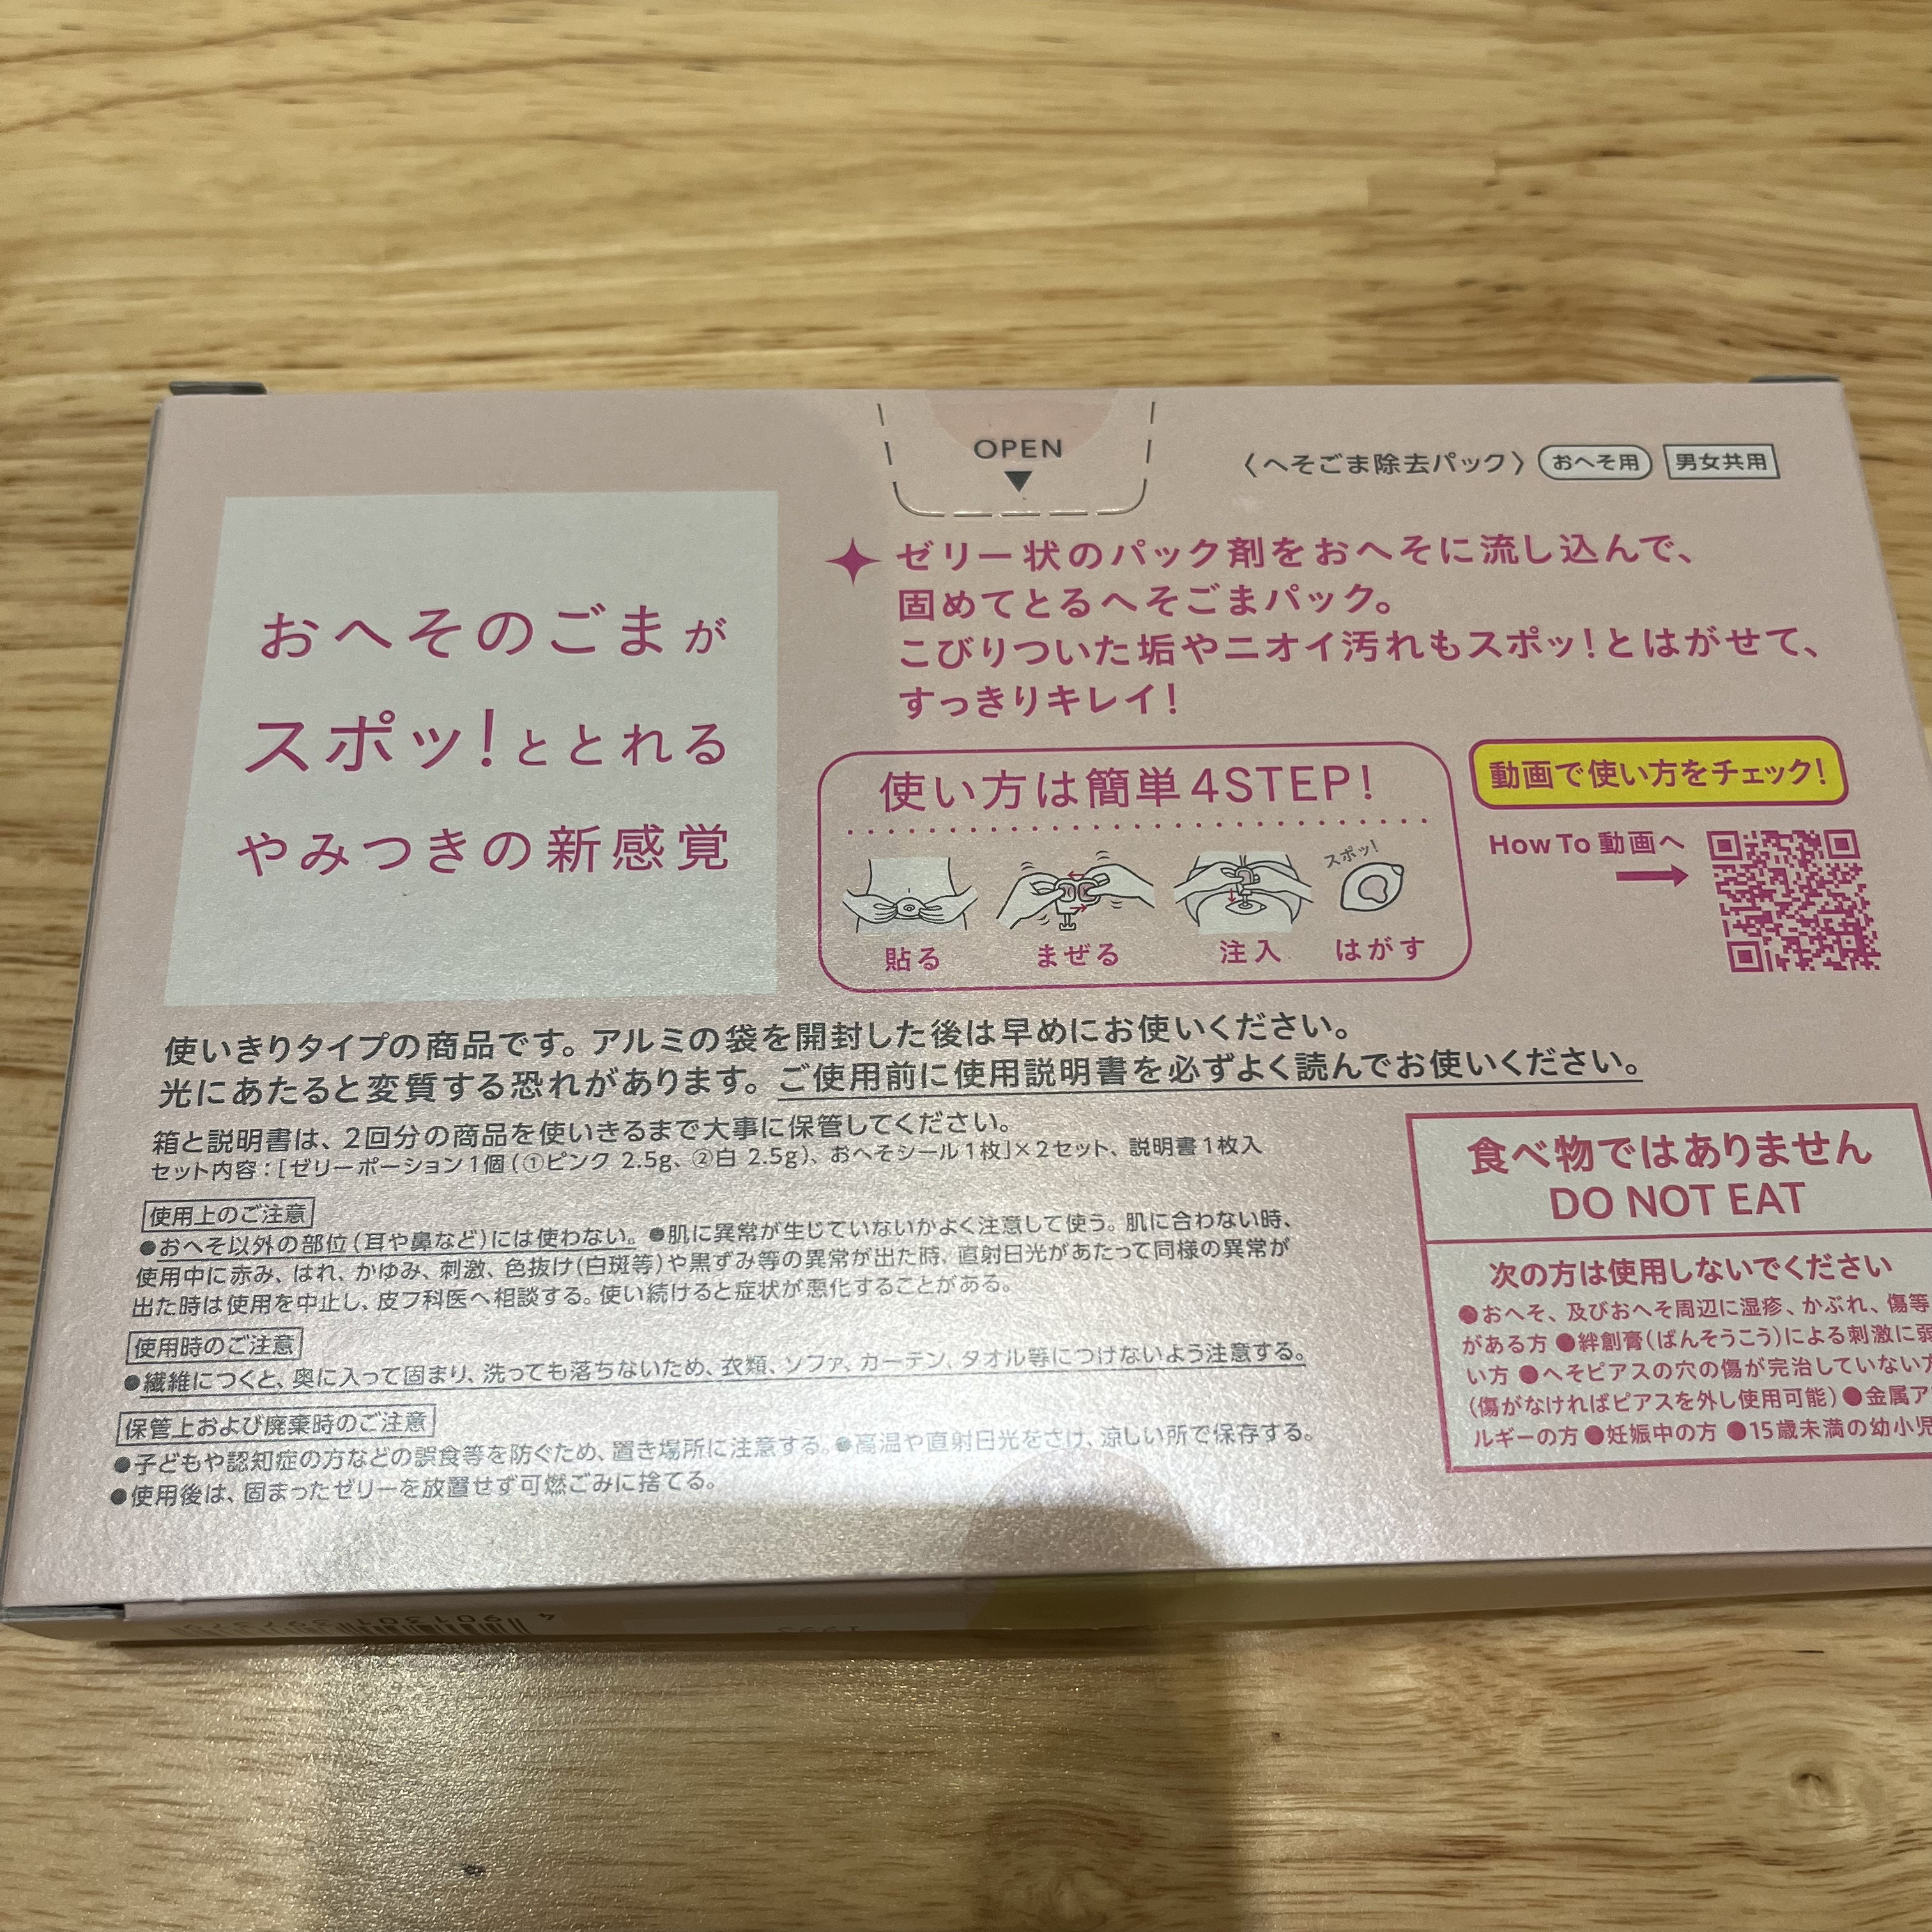 OPEN
〈へそごま除去パック〉 おへそ用 男女共用
おへそのごまが
スポッ!ととれる
やみつきの新感覚
ゼリー状のパック剤をおへそに流し込んで、
固めてとるへそごまパック。
こびりついた垢やニオイ汚れもスポッ!とはがせて、
すっきりキレイ!
使い方は簡単4STEP!
スポッ!
貼る まぜる 注入 はがす
動画で使い方をチェック!
How To 動画へ
使いきりタイプの商品です。アルミの袋を開封した後は早めにお使いください。
光にあたると変質する恐れがあります。ご使用前に使用説明書を必ずよく読んでお使いください。
箱と説明書は、2回分の商品を使いきるまで大事に保管してください。
セット内容:[ゼリーポーション1個(①ピンク 2.5g、②白 2.5g)、おへそシール1枚]×2セット、説明書1枚入
使用上のご注意
●おへそ以外の部位(耳や鼻など)には使わない。●肌に異常が生じていないかよく注意して使う。肌に合わない時、
使用中に赤み、はれ、かゆみ、刺激、色抜け(白斑等)や黒ずみ等の異常が出た時、直射日光があたって同様の異常が
出た時は使用を中止し、皮フ科医へ相談する。使い続けると症状が悪化することがある。
使用時のご注意
●繊維につくと、奥に入って固まり、洗っても落ちないため、衣類、ソファ、カーテン、タオル等につけないよう注意する。
保管上および廃棄時のご注意
●子どもや認知症の方などの誤食等を防ぐため、置き場所に注意する。●高温や直射日光をさけ、涼しい所で保存する。
●使用後は、固まったゼリーを放置せず可燃ごみに捨てる。
食べ物ではありません
DO NOT EAT
次の方は使用しないでください
●おへそ、及びおへそ周辺に湿疹、かぶれ、傷等
がある方 ●絆創膏(ばんそうこう)による刺激に弱
い方 ●へそピアスの穴の傷が完治していない方
(傷がなければピアスを外し使用可能) ●金属ア
ルギーの方 ●妊娠中の方 ●15歳未満の幼小児